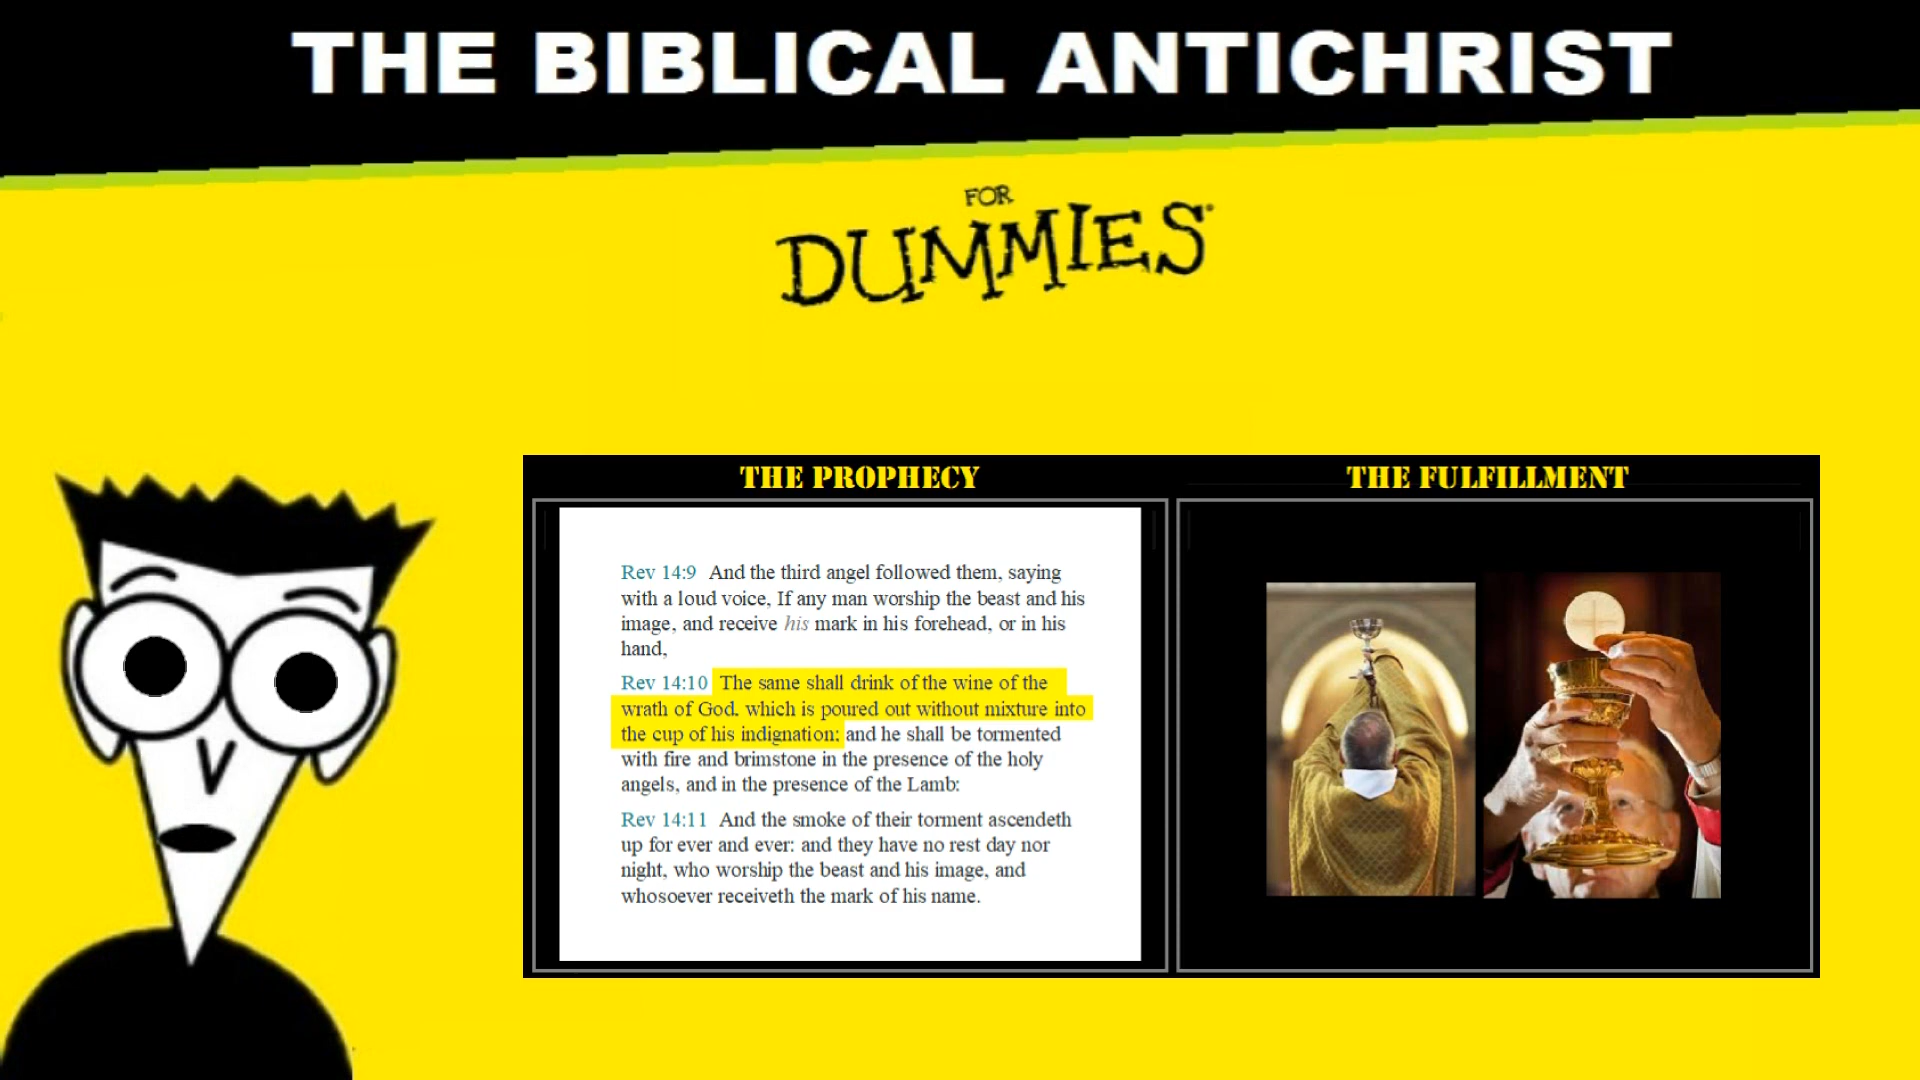 THE BIBLICAL ANTICHRIST
FOR
DUMMIES
THE PROPHECY
Rev 14:9 And the third angel followed them, saying
with a loud voice, If any man worship the beast and his
image, and receive his mark in his forehead, or in his
hand,
Rev 14:10 The same shall drink of the wine of the
wrath of God, which is poured out without mixture into
the cup of his indignation; and he shall be tormented
with fire and brimstone in the presence of the holy
angels, and in the presence of the Lamb:
Rev 14:11 And the smoke of their torment ascendeth
up for ever and ever: and they have no rest day nor
night, who worship the beast and his image, and
whosoever receiveth the mark of his name.
THE FULFILLMENT